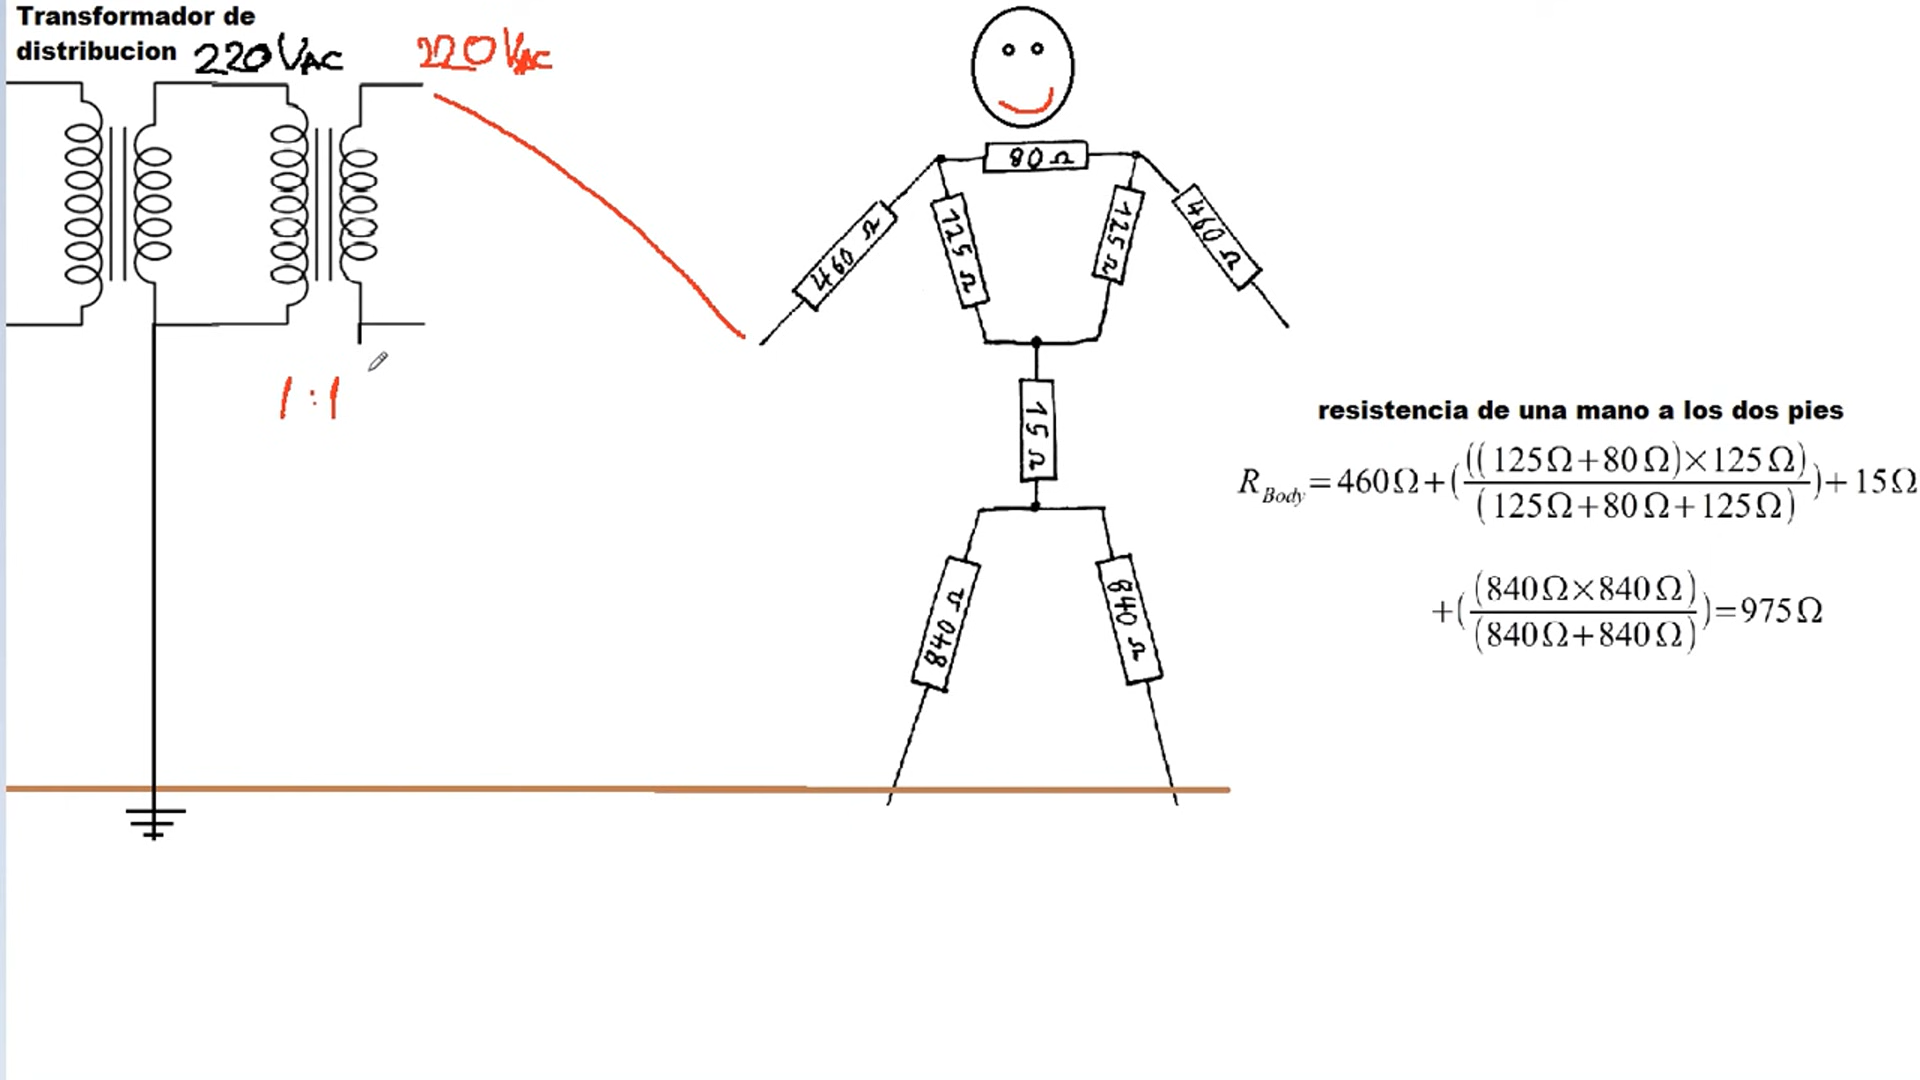 Transformador de
distribucion
220 VAC
220 VAC
1:1
80 Ω
460 Ω
125 Ω
125 Ω
460 Ω
15 Ω
840 Ω
840 Ω
resistencia de una mano a los dos pies
R_Body = 460Ω+(((125Ω+80Ω)×125Ω)/(125Ω+80Ω+125Ω))+15Ω
+((840Ω×840Ω)/(840Ω+840Ω))=975Ω